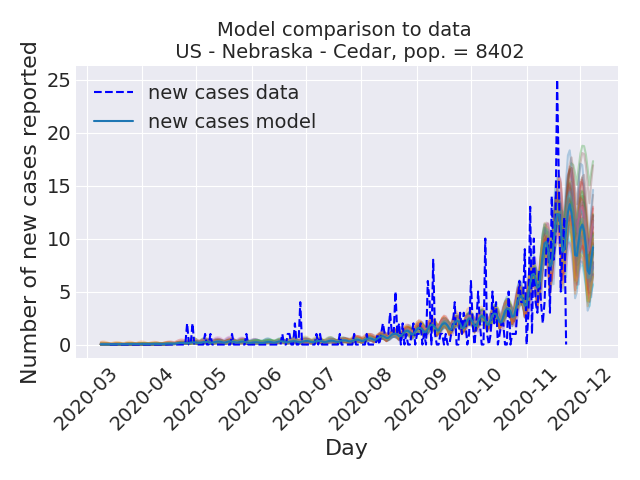 Model comparison to data
US - Nebraska - Cedar, pop. = 8402
Number of new cases reported
25
20
15
10
5
0
new cases data
new cases model
2020-03
2020-04
2020-05
2020-06
2020-07
2020-08
2020-09
2020-10
2020-11
2020-12
Day